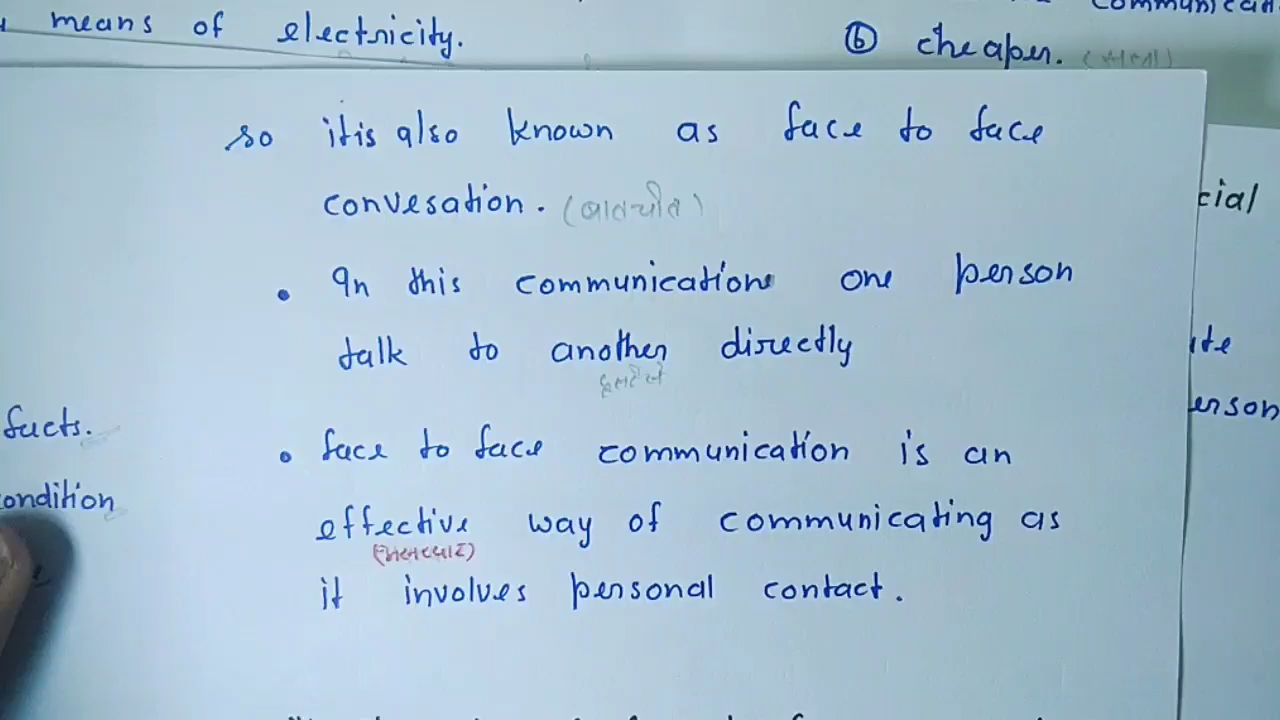 means of electricity.
communicati
ⓑ cheaper.
so it is also known as face to face
convesation. (बातचीत)
cial
• In this communication one person
talk to another directly
ite
erson
facts.
• face to face communication is an
ondition
effective way of communicating as
it involves personal contact.